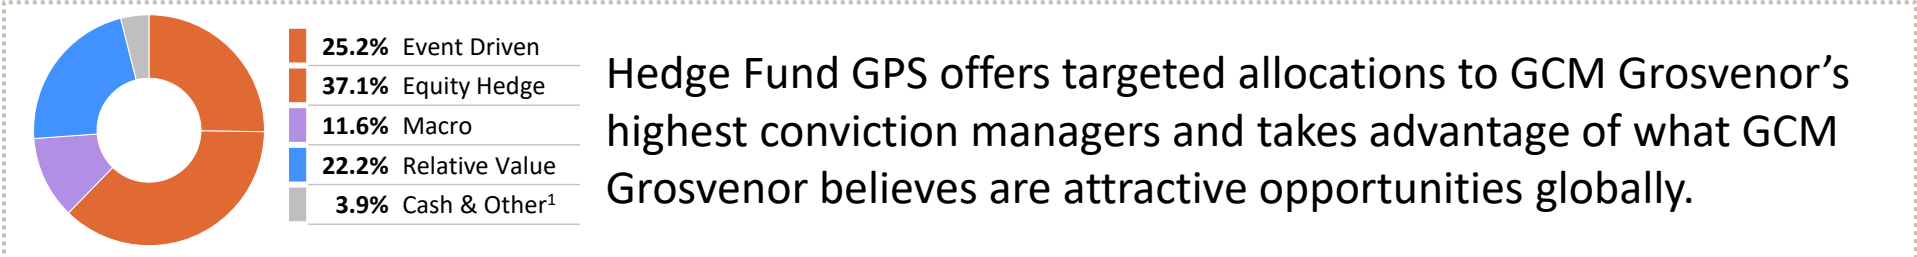 25.2% Event Driven
37.1% Equity Hedge
11.6% Macro
22.2% Relative Value
3.9% Cash & Other¹
Hedge Fund GPS offers targeted allocations to GCM Grosvenor’s
highest conviction managers and takes advantage of what GCM
Grosvenor believes are attractive opportunities globally.